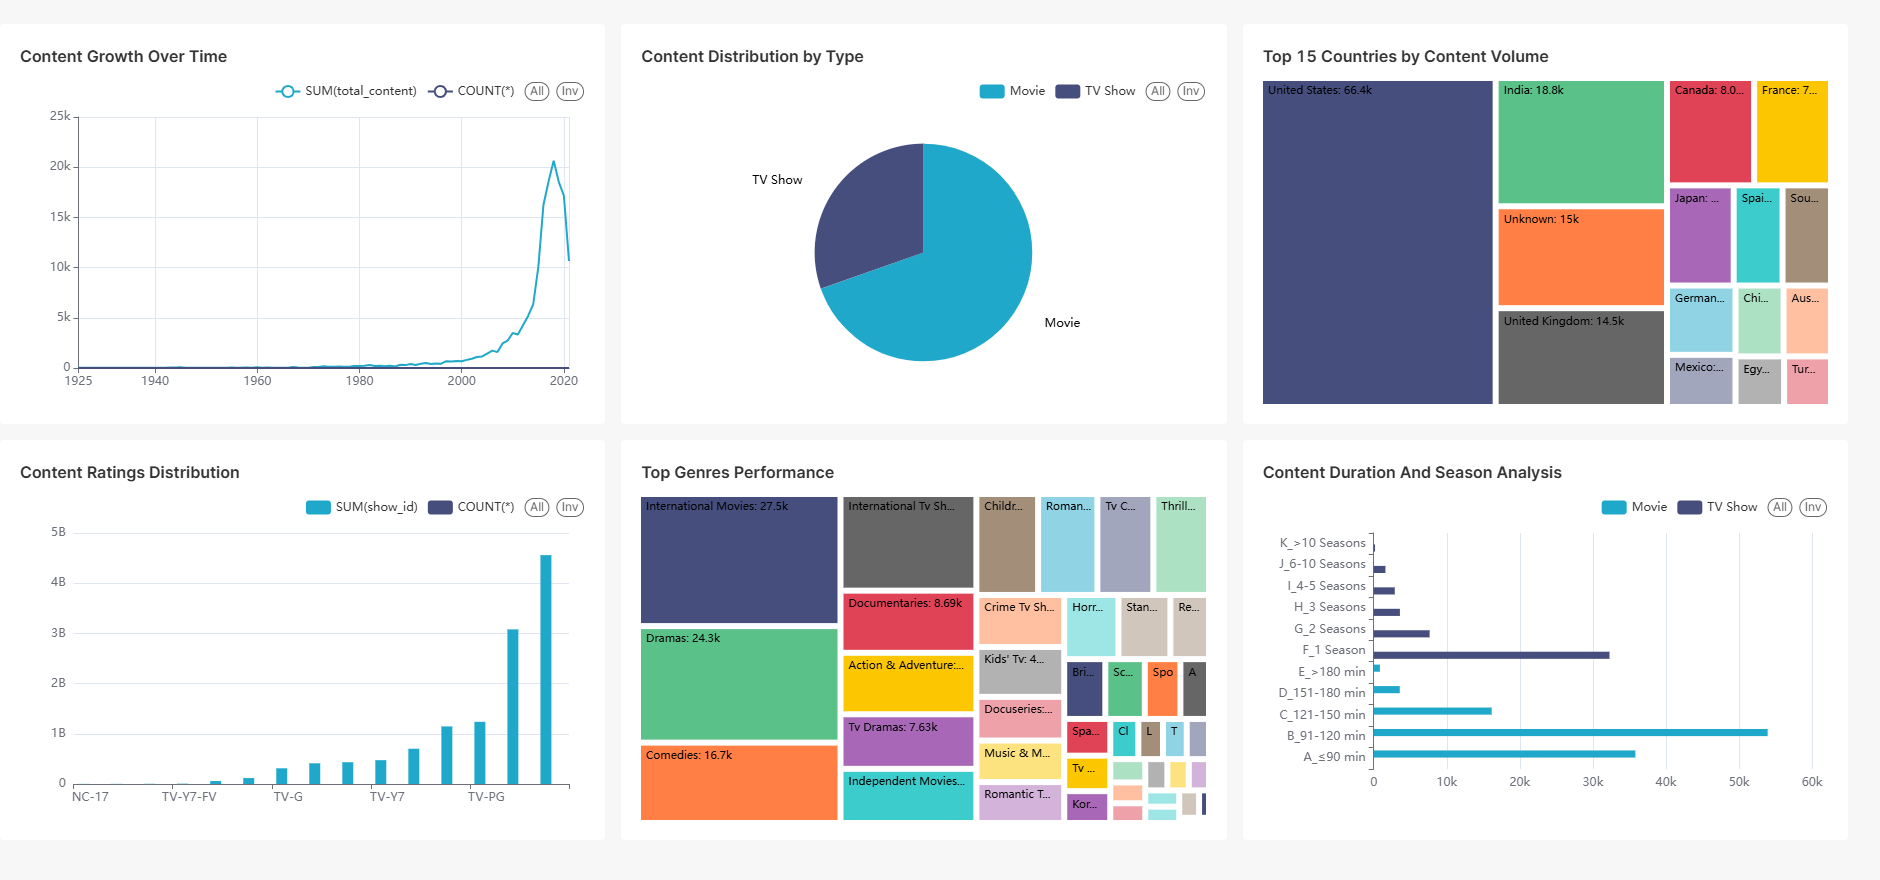 Content Growth Over Time
SUM(total_content) COUNT(*) All Inv
25k
20k
15k
10k
5k
0
1925 1940 1960 1980 2000 2020
Content Distribution by Type
Movie TV Show All Inv
TV Show
Movie
Top 15 Countries by Content Volume
United States: 66.4k
India: 18.8k
Canada: 8.0...
France: 7...
Unknown: 15k
Japan: ...
Spai...
Sou...
United Kingdom: 14.5k
German...
Chi...
Aus...
Mexico:...
Egy...
Tur...
Content Ratings Distribution
SUM(show_id) COUNT(*) All Inv
5B
4B
3B
2B
1B
0
NC-17 TV-Y7-FV TV-G TV-Y7 TV-PG
Top Genres Performance
International Movies: 27.5k
Dramas: 24.3k
Comedies: 16.7k
International Tv Sh...
Documentaries: 8.69k
Action & Adventure:...
Tv Dramas: 7.63k
Independent Movies...
Childr...
Roman...
Tv C...
Thrill...
Crime Tv Sh...
Kids' Tv: 4...
Docuseries:...
Music & M...
Romantic T...
Horr...
Stan...
Re...
Bri...
Sc...
Spo
A
Spa...
Cl
L
T
Tv ...
Kor...
Content Duration And Season Analysis
Movie TV Show All Inv
K_>10 Seasons
J_6-10 Seasons
I_4-5 Seasons
H_3 Seasons
G_2 Seasons
F_1 Season
E_>180 min
D_151-180 min
C_121-150 min
B_91-120 min
A_≤90 min
0 10k 20k 30k 40k 50k 60k